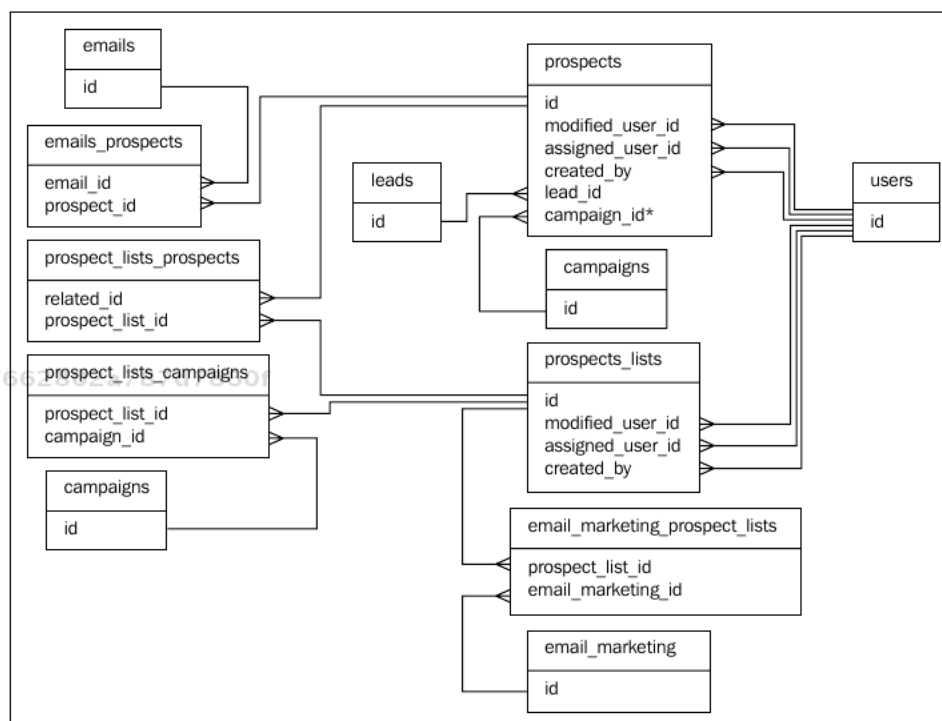 emails
id
emails_prospects
email_id
prospect_id
prospect_lists_prospects
related_id
prospect_list_id
prospect_lists_campaigns
prospect_list_id
campaign_id
campaigns
id
leads
id
prospects
id
modified_user_id
assigned_user_id
created_by
lead_id
campaign_id*
campaigns
id
prospects_lists
id
modified_user_id
assigned_user_id
created_by
email_marketing_prospect_lists
prospect_list_id
email_marketing_id
email_marketing
id
users
id